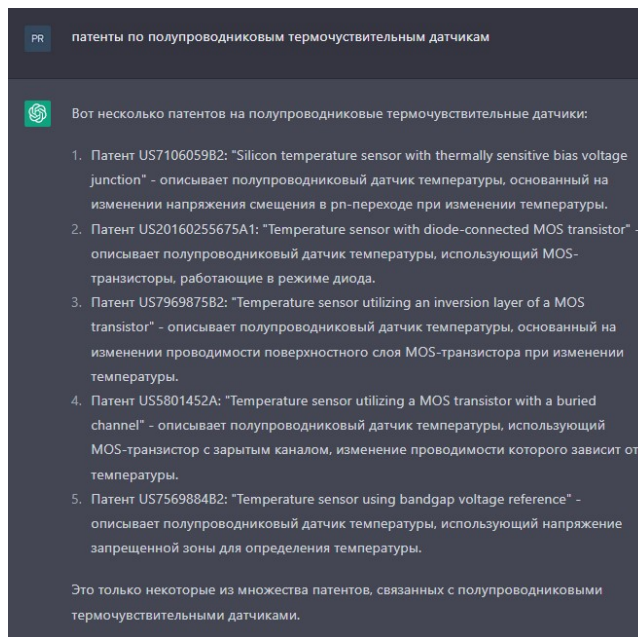 PR
патенты по полупроводниковым термочуствительным датчикам
Вот несколько патентов на полупроводниковые термочувствительные датчики:
1. Патент US7106059B2: "Silicon temperature sensor with thermally sensitive bias voltage
junction" - описывает полупроводниковый датчик температуры, основанный на
изменении напряжения смещения в pn-переходе при изменении температуры.
2. Патент US20160255675A1: "Temperature sensor with diode-connected MOS transistor" -
описывает полупроводниковый датчик температуры, использующий MOS-
транзисторы, работающие в режиме диода.
3. Патент US7969875B2: "Temperature sensor utilizing an inversion layer of a MOS
transistor" - описывает полупроводниковый датчик температуры, основанный на
изменении проводимости поверхностного слоя MOS-транзистора при изменении
температуры.
4. Патент US5801452A: "Temperature sensor utilizing a MOS transistor with a buried
channel" - описывает полупроводниковый датчик температуры, использующий
MOS-транзистор с зарытым каналом, изменение проводимости которого зависит от
температуры.
5. Патент US7569884B2: "Temperature sensor using bandgap voltage reference" -
описывает полупроводниковый датчик температуры, использующий напряжение
запрещенной зоны для определения температуры.
Это только некоторые из множества патентов, связанных с полупроводниковыми
термочувствительными датчиками.